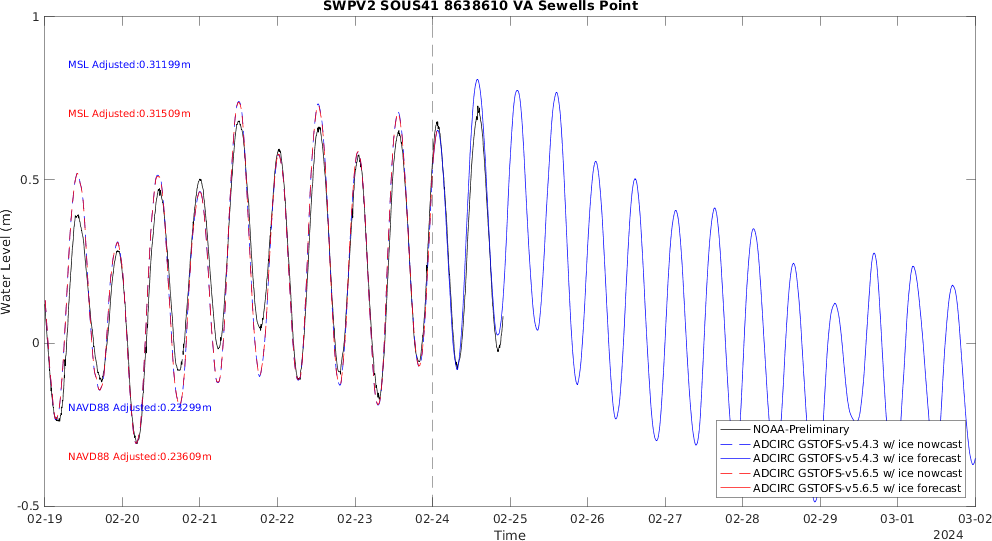 SWPV2 SOUS41 8638610 VA Sewells Point
MSL Adjusted:0.31199m
MSL Adjusted:0.31509m
NAVD88 Adjusted:0.23299m
NAVD88 Adjusted:0.23609m
Water Level (m)
1
0.5
0
-0.5
NOAA-Preliminary
ADCIRC GSTOFS-v5.4.3 w/ ice nowcast
ADCIRC GSTOFS-v5.4.3 w/ ice forecast
ADCIRC GSTOFS-v5.6.5 w/ ice nowcast
ADCIRC GSTOFS-v5.6.5 w/ ice forecast
02-19 02-20 02-21 02-22 02-23 02-24 02-25 02-26 02-27 02-28 02-29 03-01 03-02
Time
2024